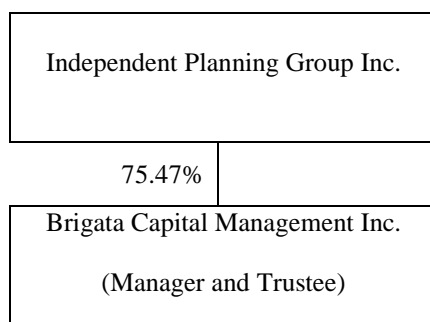 Independent Planning Group Inc.
75.47%
Brigata Capital Management Inc.
(Manager and Trustee)